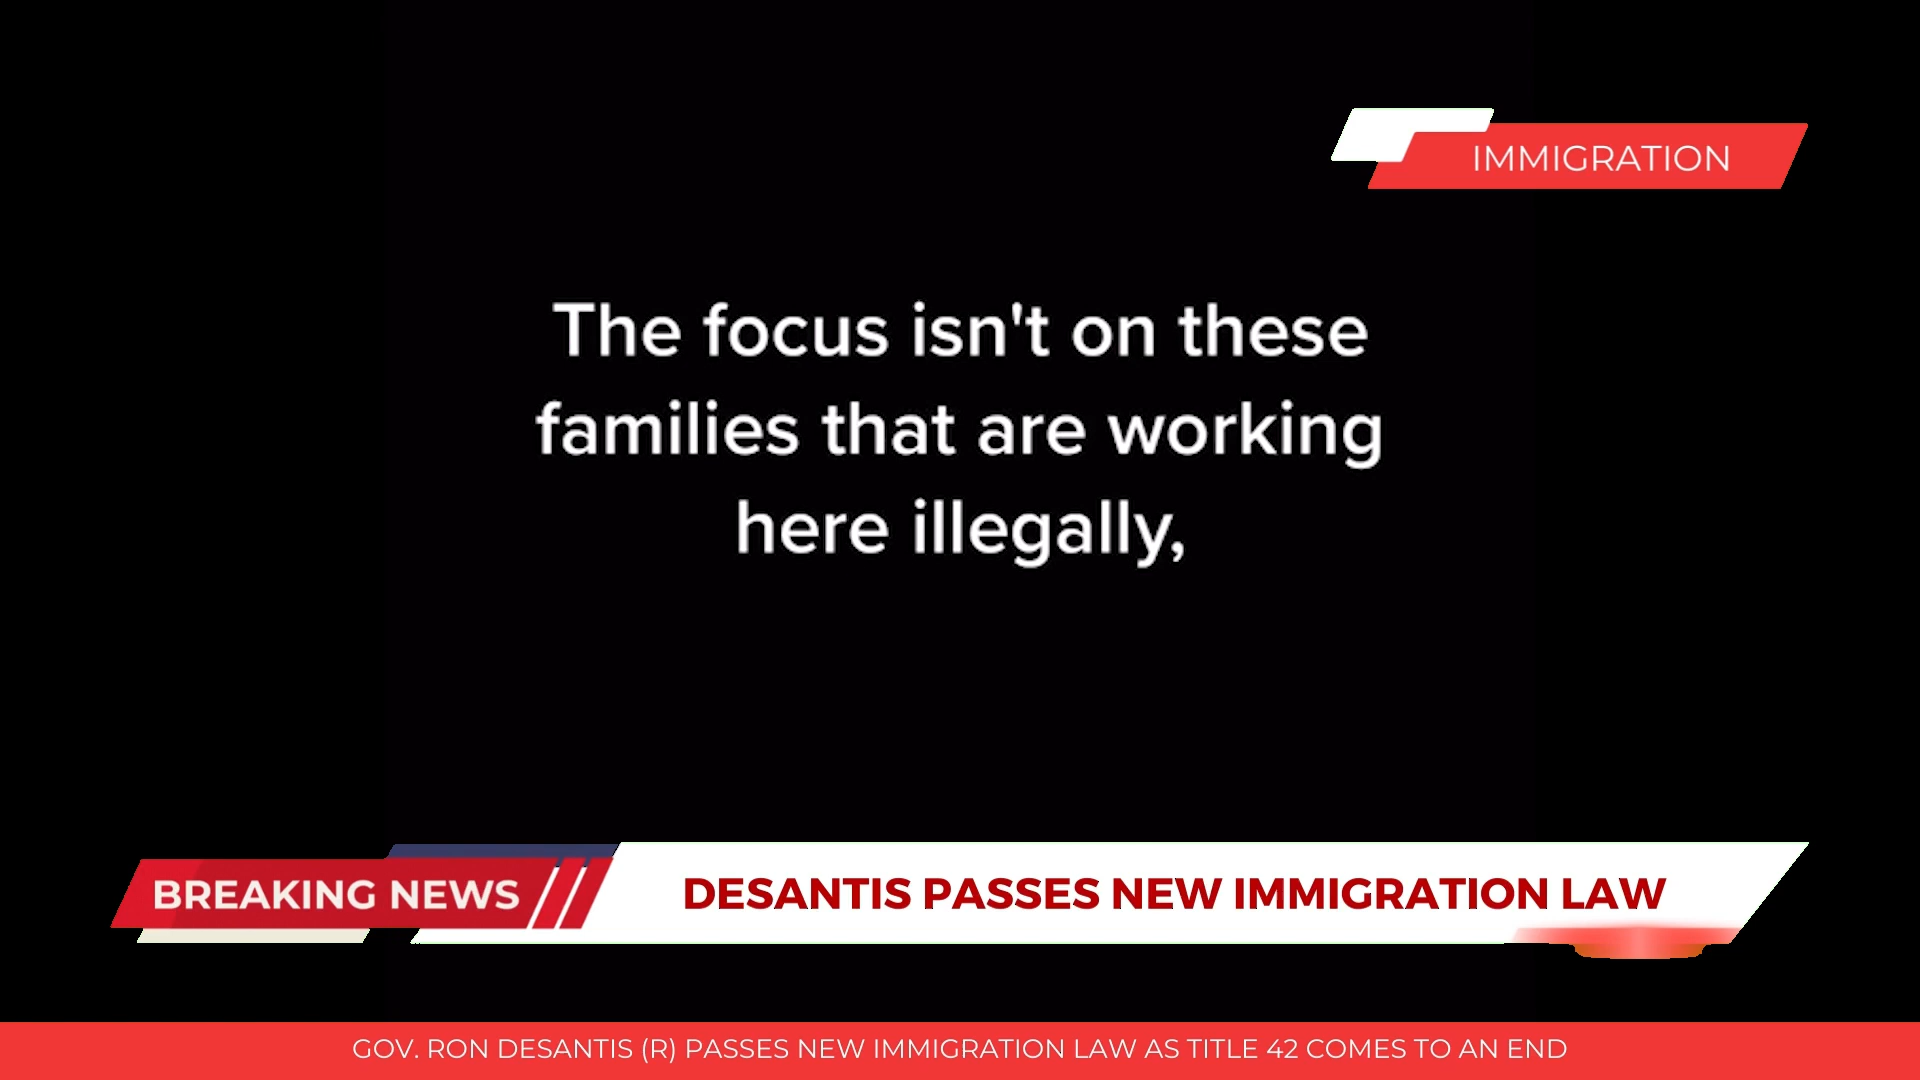 IMMIGRATION
The focus isn't on these
families that are working
here illegally,
BREAKING NEWS
DESANTIS PASSES NEW IMMIGRATION LAW
GOV. RON DESANTIS (R) PASSES NEW IMMIGRATION LAW AS TITLE 42 COMES TO AN END